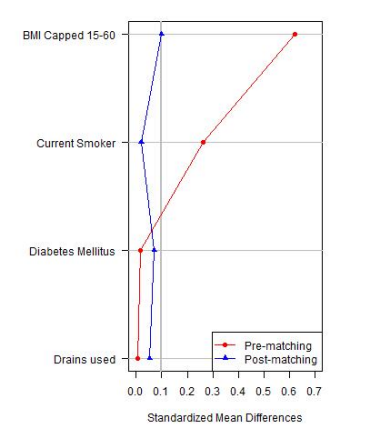 BMI Capped 15-60
Current Smoker
Diabetes Mellitus
Drains used
Pre-matching
Post-matching
0.0 0.1 0.2 0.3 0.4 0.5 0.6 0.7
Standardized Mean Differences